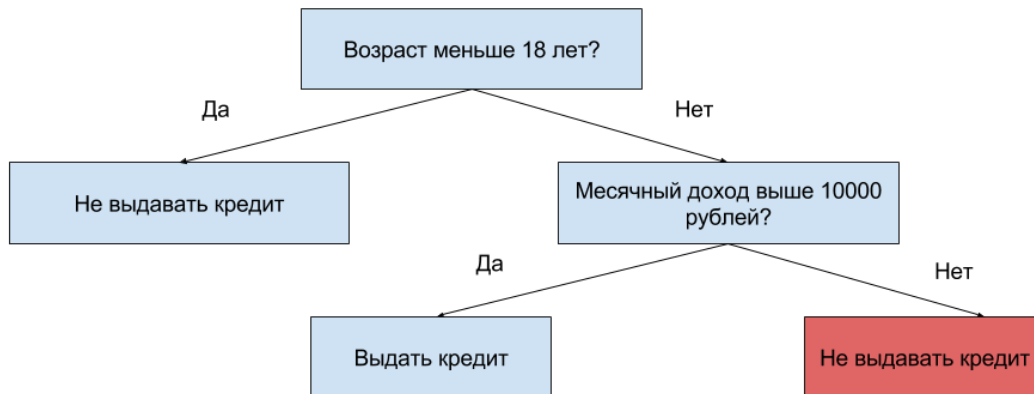 Возраст меньше 18 лет?
Да
Нет
Не выдавать кредит
Месячный доход выше 10000
рублей?
Да
Нет
Выдать кредит
Не выдавать кредит